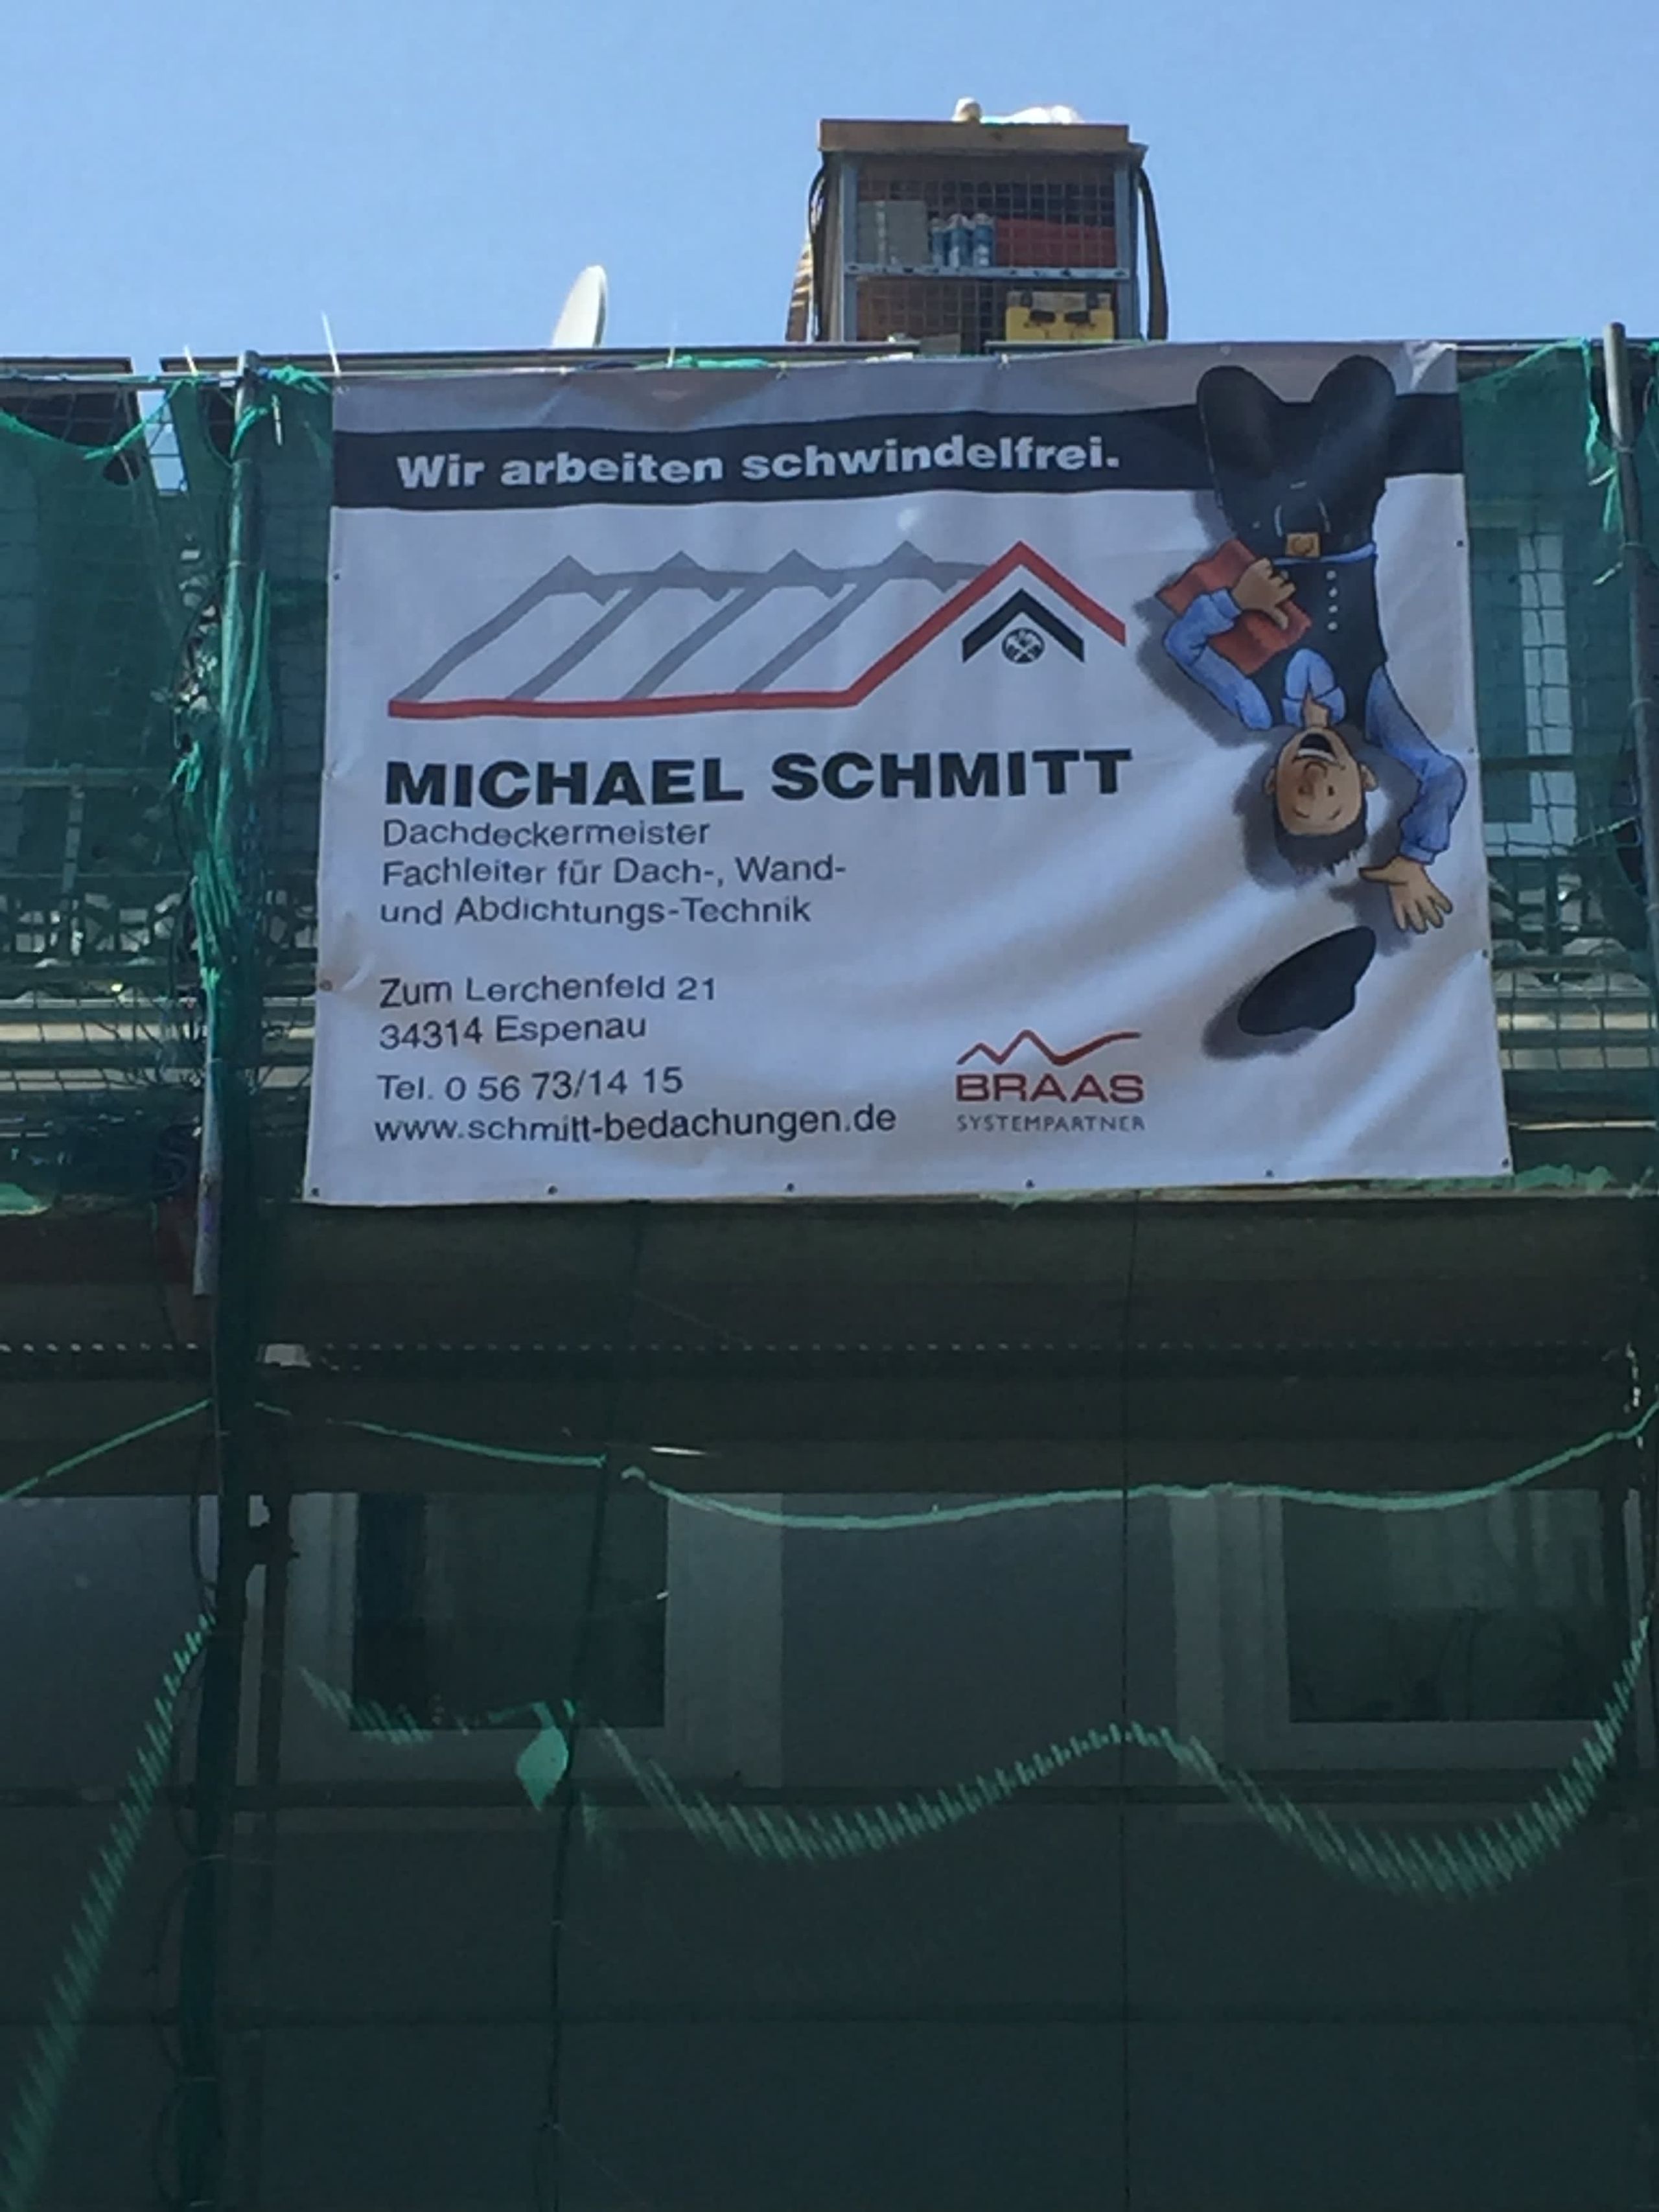 Wir arbeiten schwindelfrei.
MICHAEL SCHMITT
Dachdeckermeister
Fachleiter für Dach-, Wand-
und Abdichtungs-Technik
Zum Lerchenfeld 21
34314 Espenau
Tel. 0 56 73/14 15
www.schmitt-bedachungen.de
BRAAS
SYSTEMPARTNER